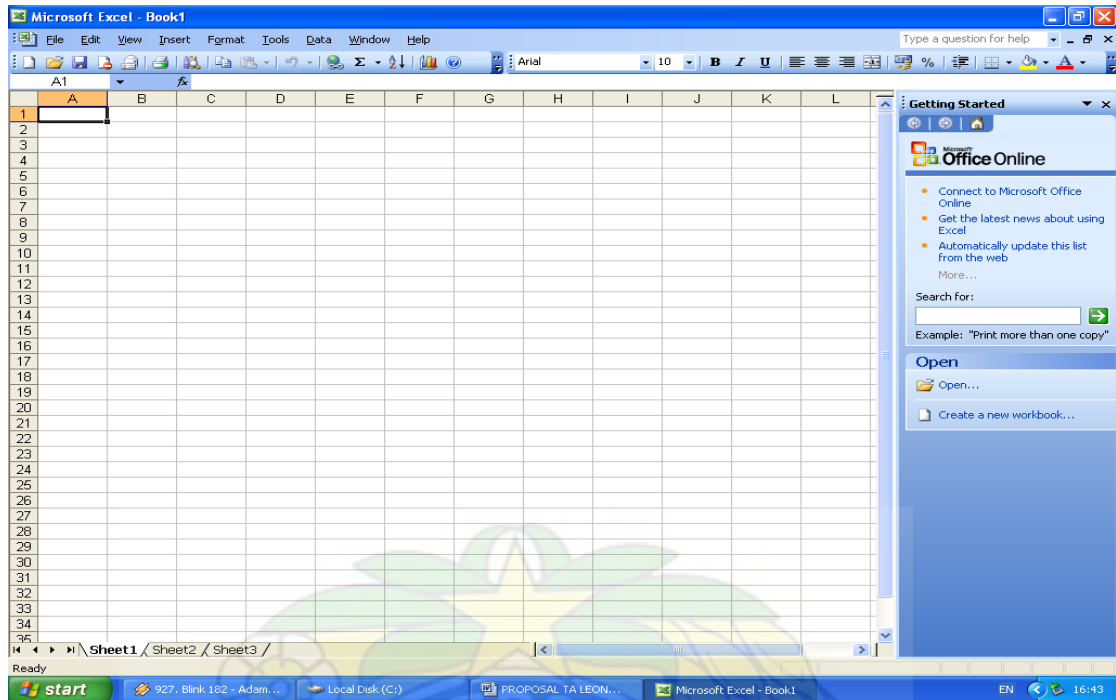 Microsoft Excel - Book1
File Edit View Insert Format Tools Data Window Help Type a question for help
Arial 10 B I U % A
A1 fx
A B C D E F G H I J K L
1
2
3
4
5
6
7
8
9
10
11
12
13
14
15
16
17
18
19
20
21
22
23
24
25
26
27
28
29
30
31
32
33
34
35
Getting Started
Microsoft
Office Online
Connect to Microsoft Office
Online
Get the latest news about using
Excel
Automatically update this list
from the web
More...
Search for:
Example: "Print more than one copy"
Open
Open...
Create a new workbook...
Sheet1 Sheet2 Sheet3
Ready
start 927. Blink 182 - Adam... Local Disk (C:) PROPOSAL TA LEON... Microsoft Excel - Book1 EN 16:43